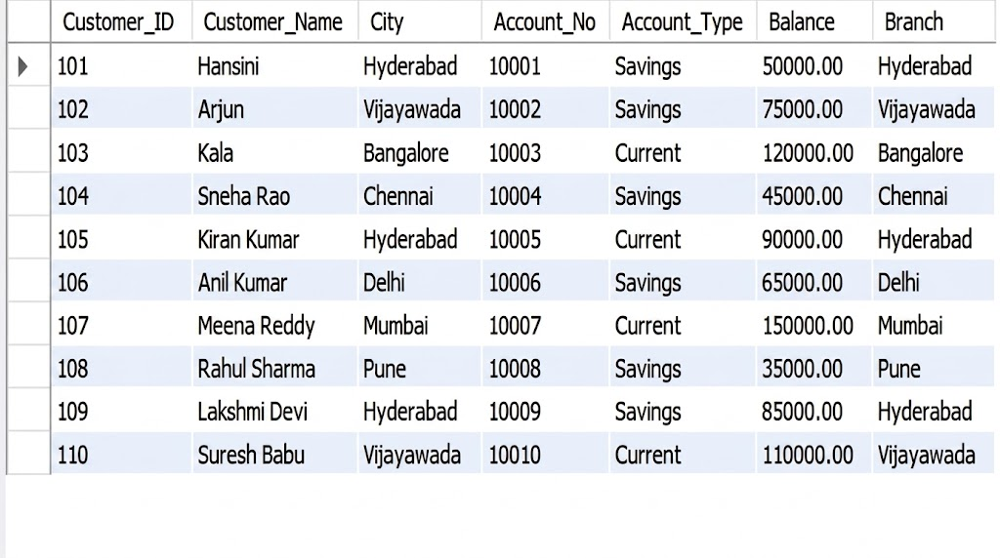 Customer_ID Customer_Name City Account_No Account_Type Balance Branch
101 Hansini Hyderabad 10001 Savings 50000.00 Hyderabad
102 Arjun Vijayawada 10002 Savings 75000.00 Vijayawada
103 Kala Bangalore 10003 Current 120000.00 Bangalore
104 Sneha Rao Chennai 10004 Savings 45000.00 Chennai
105 Kiran Kumar Hyderabad 10005 Current 90000.00 Hyderabad
106 Anil Kumar Delhi 10006 Savings 65000.00 Delhi
107 Meena Reddy Mumbai 10007 Current 150000.00 Mumbai
108 Rahul Sharma Pune 10008 Savings 35000.00 Pune
109 Lakshmi Devi Hyderabad 10009 Savings 85000.00 Hyderabad
110 Suresh Babu Vijayawada 10010 Current 110000.00 Vijayawada